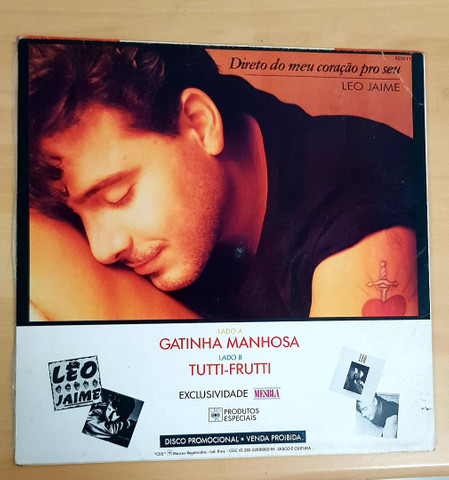 Direto do meu coração pro seu
LEO JAIME
LADO A
GATINHA MANHOSA
LADO B
TUTTI-FRUTTI
LEO
JAIME
LEO
EXCLUSIVIDADE MESBLA
PRODUTOS
ESPECIAIS
DISCO PROMOCIONAL • VENDA PROIBIDA